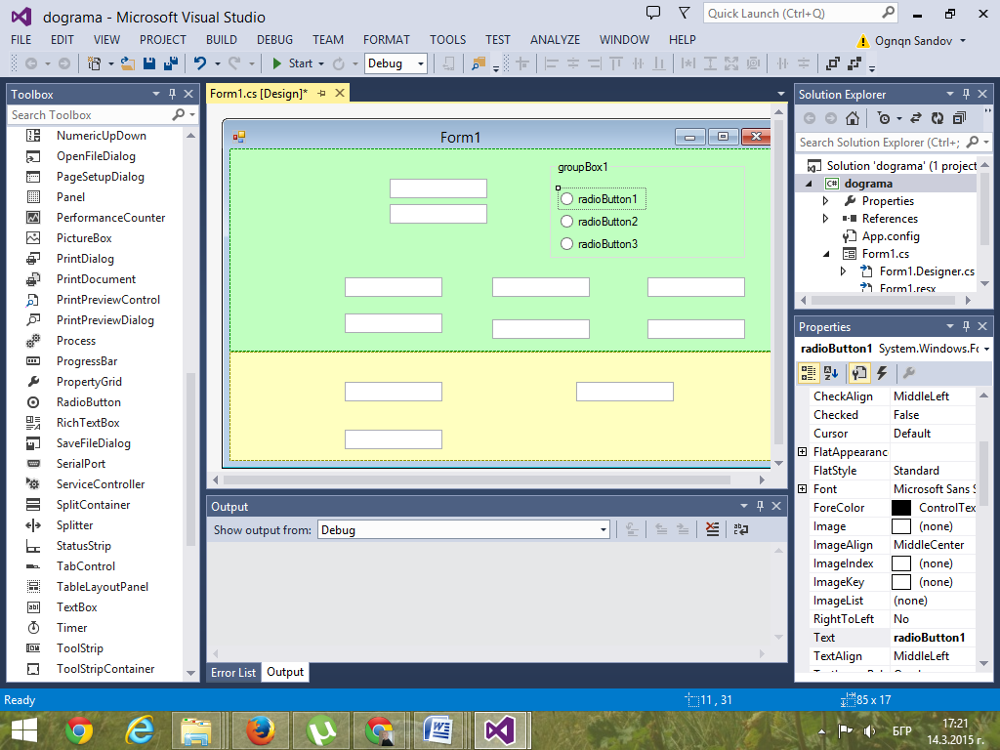 dograma - Microsoft Visual Studio
Quick Launch (Ctrl+Q)
FILE EDIT VIEW PROJECT BUILD DEBUG TEAM FORMAT TOOLS TEST ANALYZE WINDOW HELP
Ognqn Sandov
Start Debug
Toolbox
Search Toolbox
NumericUpDown
OpenFileDialog
PageSetupDialog
Panel
PerformanceCounter
PictureBox
PrintDialog
PrintDocument
PrintPreviewControl
PrintPreviewDialog
Process
ProgressBar
PropertyGrid
RadioButton
RichTextBox
SaveFileDialog
SerialPort
ServiceController
SplitContainer
Splitter
StatusStrip
TabControl
TableLayoutPanel
TextBox
Timer
ToolStrip
ToolStripContainer
Form1.cs [Design]*
Form1
groupBox1
radioButton1
radioButton2
radioButton3
Output
Show output from: Debug
Error List Output
Solution Explorer
Search Solution Explorer (Ctrl+;
Solution 'dograma' (1 project
C# dograma
Properties
References
App.config
Form1.cs
Form1.Designer.cs
Form1.resx
Properties
radioButton1 System.Windows.Fo
CheckAlign MiddleLeft
Checked False
Cursor Default
FlatAppearanc
FlatStyle Standard
Font Microsoft Sans S
ForeColor ControlTex
Image (none)
ImageAlign MiddleCenter
ImageIndex (none)
ImageKey (none)
ImageList (none)
RightToLeft No
Text radioButton1
TextAlign MiddleLeft
Ready 11 , 31 85 x 17
БГР
17:21
14.3.2015 г.